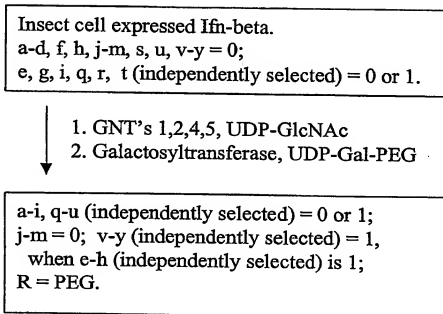 Insect cell expressed Ifn-beta.
a-d, f, h, j-m, s, u, v-y = 0;
e, g, i, q, r, t (independently selected) = 0 or 1.
1. GNT's 1,2,4,5, UDP-GlcNAc
2. Galactosyltransferase, UDP-Gal-PEG
a-i, q-u (independently selected) = 0 or 1;
j-m = 0; v-y (independently selected) = 1,
when e-h (independently selected) is 1;
R = PEG.